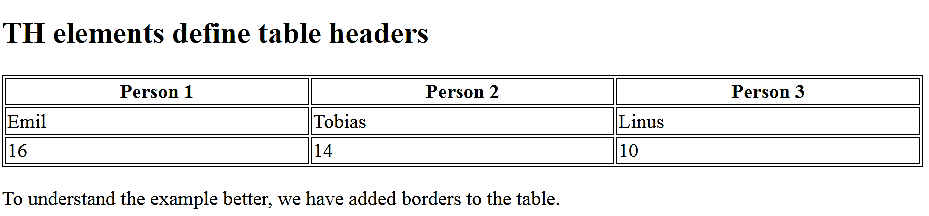 TH elements define table headers
Person 1 Person 2 Person 3
Emil Tobias Linus
16 14 10
To understand the example better, we have added borders to the table.